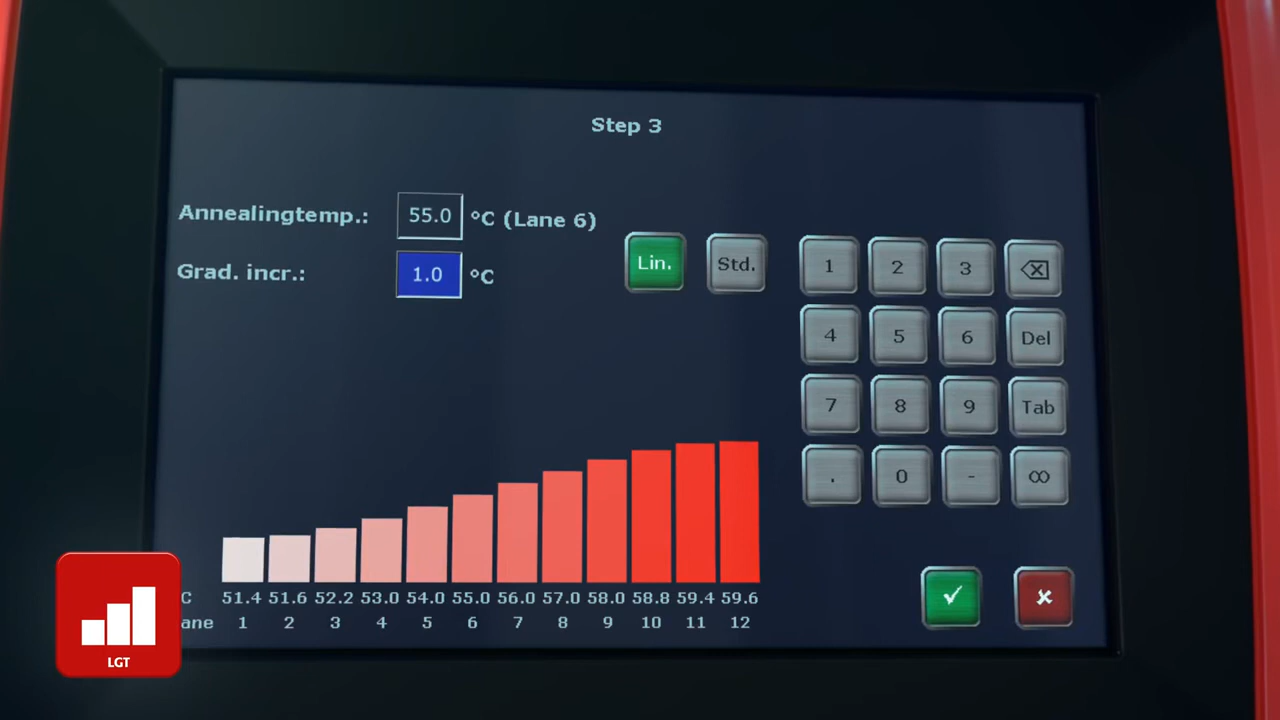 Step 3
Annealingtemp.: 55.0 °C (Lane 6)
Grad. incr.: 1.0 °C
Lin. Std.
1 2 3 ⌫
4 5 6 Del
7 8 9 Tab
. 0 - ∞
✓ ×
C 51.4 51.6 52.2 53.0 54.0 55.0 56.0 57.0 58.0 58.8 59.4 59.6
ane 1 2 3 4 5 6 7 8 9 10 11 12
LGT